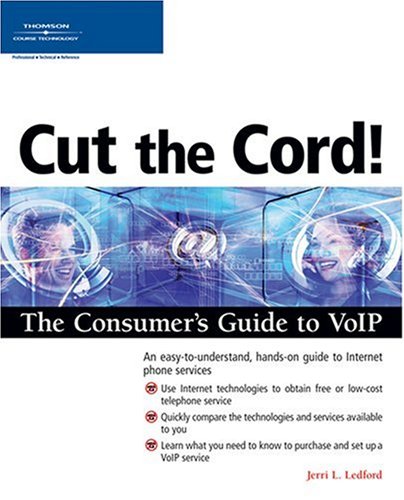 THOMSON
COURSE TECHNOLOGY
Professional • Technical • Reference
Cut the Cord!
@
The Consumer's Guide to VoIP
An easy-to-understand, hands-on guide to Internet
phone services
Use Internet technologies to obtain free or low-cost
telephone service
Quickly compare the technologies and services available
to you
Learn what you need to know to purchase and set up a
VoIP service
Jerri L. Ledford